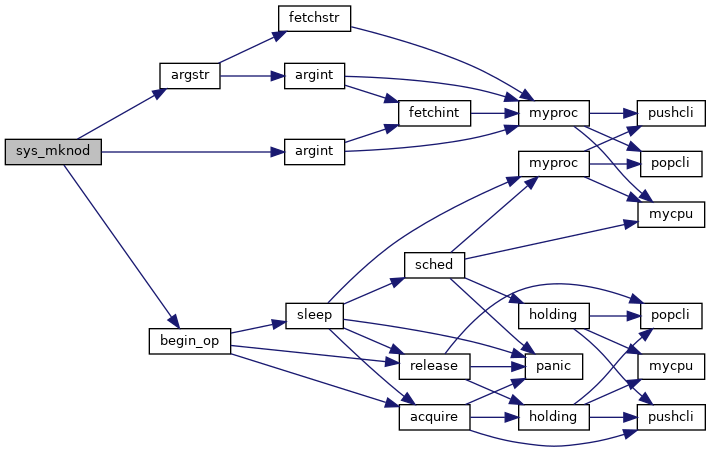 fetchstr
argstr
argint
fetchint
myproc
pushcli
sys_mknod
argint
myproc
popcli
mycpu
sched
sleep
holding
popcli
begin_op
release
panic
mycpu
acquire
holding
pushcli